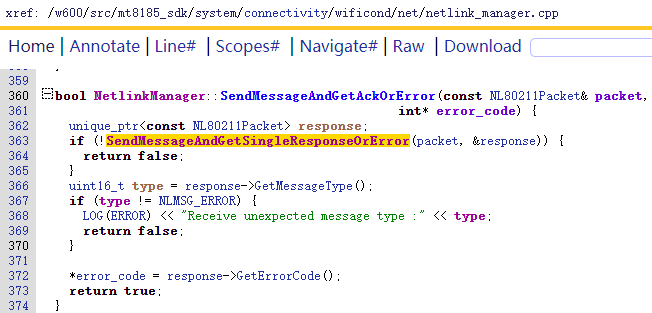 xref: /w600/src/mt8185_sdk/system/connectivity/wificond/net/netlink_manager.cpp
Home | Annotate | Line# | Scopes# | Navigate# | Raw | Download
359
360 bool NetlinkManager::SendMessageAndGetAckOrError(const NL80211Packet& packet,
361 int* error_code) {
362 unique_ptr<const NL80211Packet> response;
363 if (!SendMessageAndGetSingleResponseOrError(packet, &response)) {
364 return false;
365 }
366 uint16_t type = response->GetMessageType();
367 if (type != NLMSG_ERROR) {
368 LOG(ERROR) << "Receive unexpected message type :" << type;
369 return false;
370 }
371
372 *error_code = response->GetErrorCode();
373 return true;
374 }